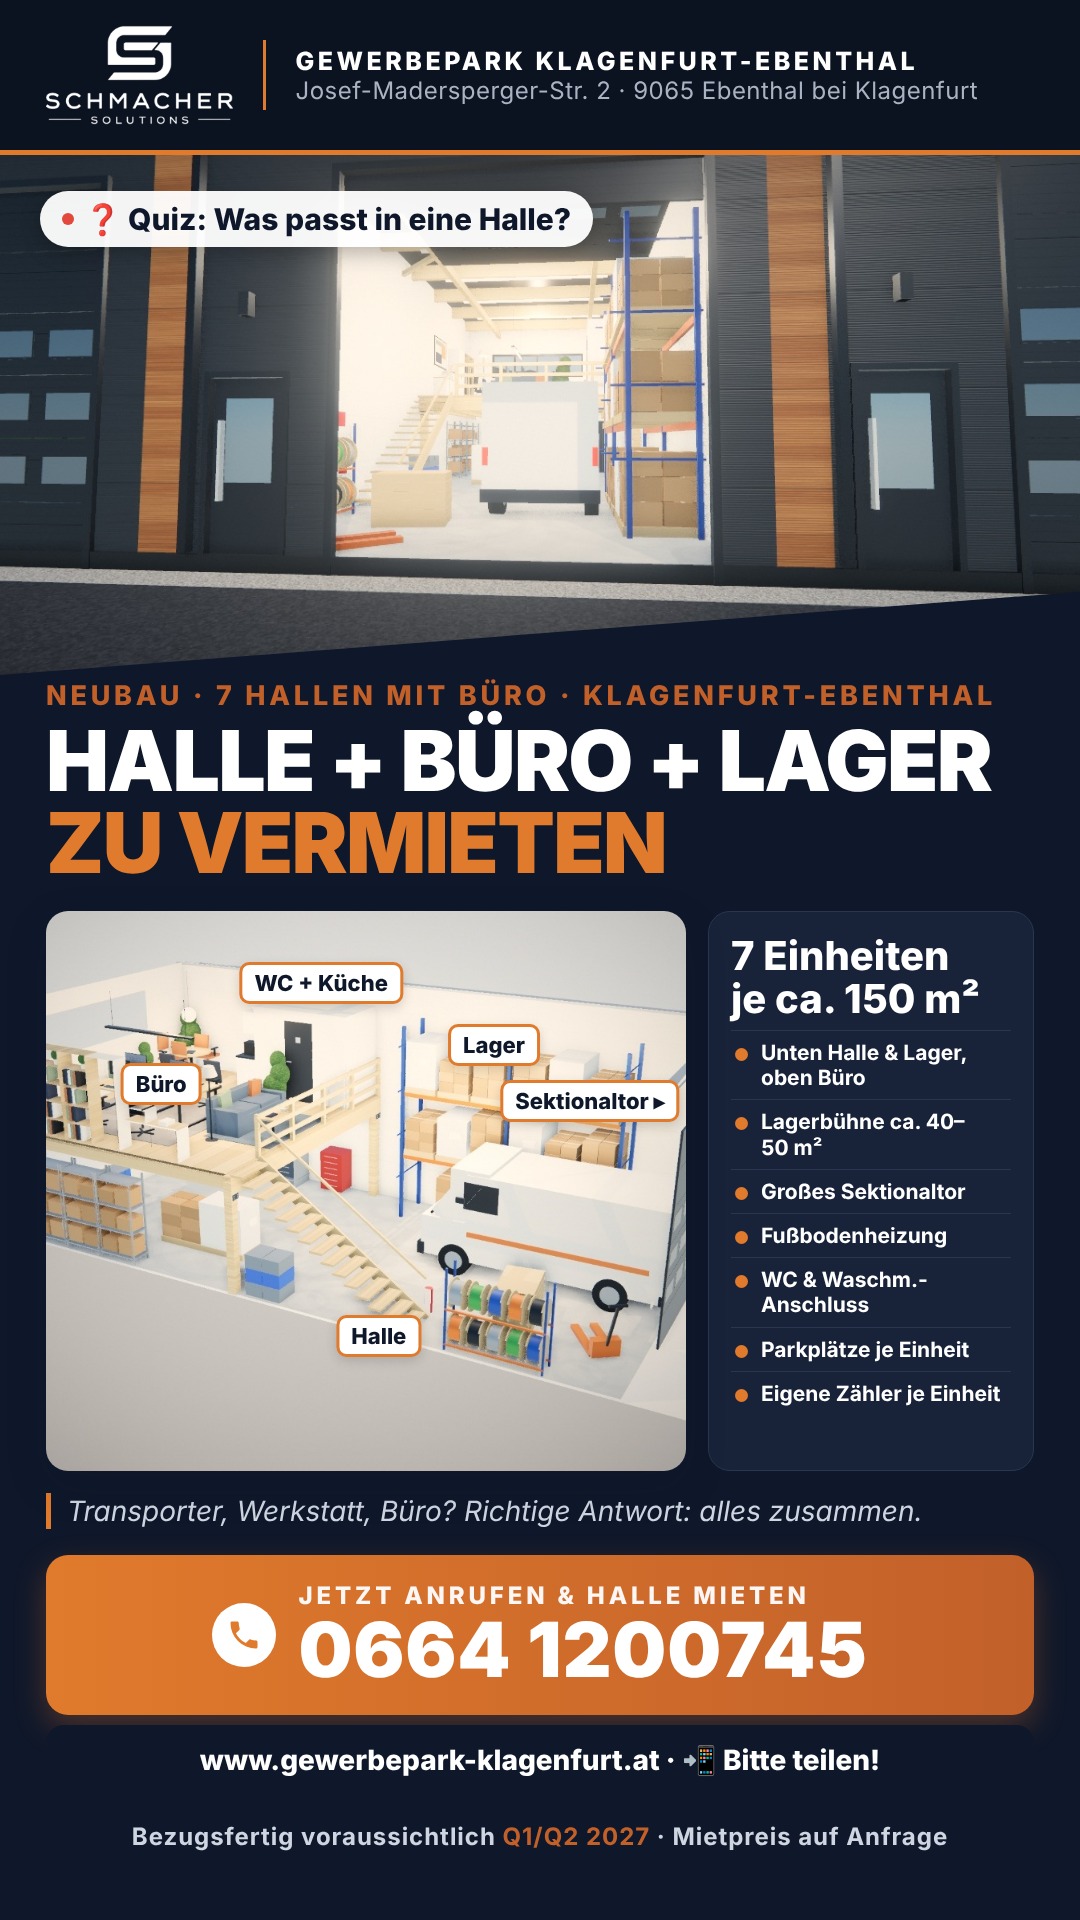 SCHMACHER
SOLUTIONS
GEWERBEPARK KLAGENFURT-EBENTHAL
Josef-Madersperger-Str. 2 · 9065 Ebenthal bei Klagenfurt
❓ Quiz: Was passt in eine Halle?
NEUBAU · 7 HALLEN MIT BÜRO · KLAGENFURT-EBENTHAL
HALLE + BÜRO + LAGER
ZU VERMIETEN
WC + Küche
Lager
Büro
Sektionaltor ▸
Halle
7 Einheiten
je ca. 150 m²
Unten Halle & Lager,
oben Büro
Lagerbühne ca. 40–
50 m²
Großes Sektionaltor
Fußbodenheizung
WC & Waschm.-
Anschluss
Parkplätze je Einheit
Eigene Zähler je Einheit
Transporter, Werkstatt, Büro? Richtige Antwort: alles zusammen.
JETZT ANRUFEN & HALLE MIETEN
0664 1200745
www.gewerbepark-klagenfurt.at · 📲 Bitte teilen!
Bezugsfertig voraussichtlich Q1/Q2 2027 · Mietpreis auf Anfrage